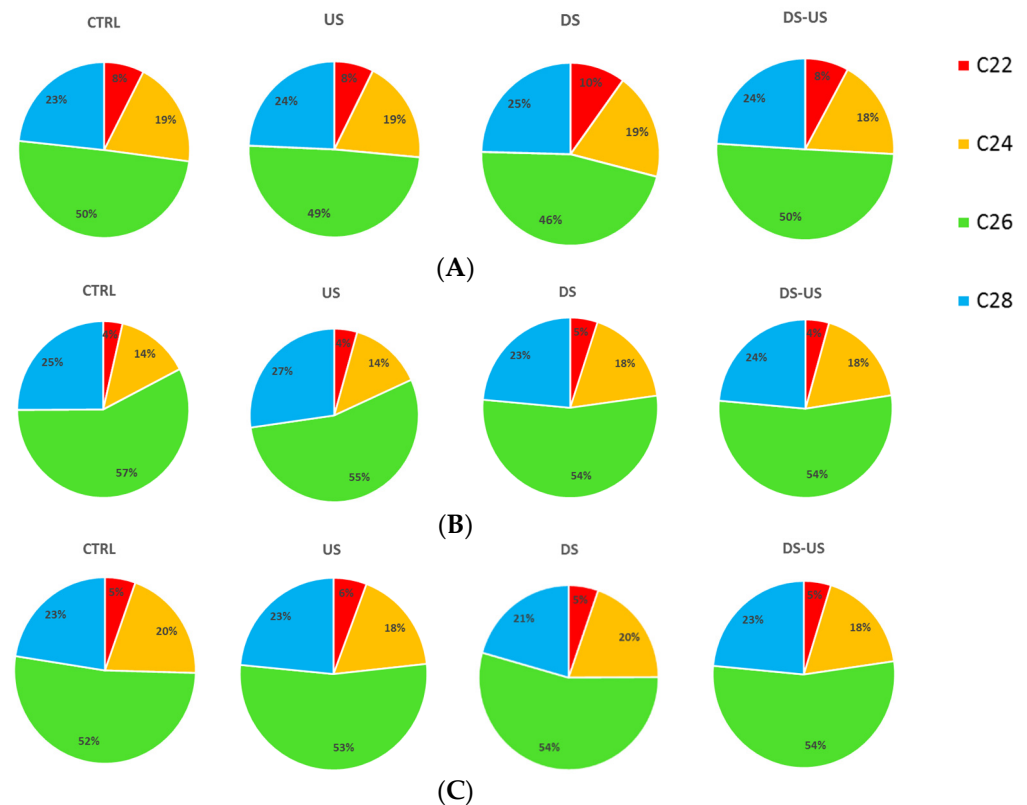 CTRL US DS DS-US
8% 19% 50% 23%
8% 19% 49% 24%
10% 19% 46% 25%
8% 18% 50% 24%
C22
C24
C26
C28
(A)
CTRL US DS DS-US
4% 14% 57% 25%
4% 14% 55% 27%
5% 18% 54% 23%
4% 18% 54% 24%
(B)
CTRL US DS DS-US
5% 20% 52% 23%
6% 18% 53% 23%
5% 20% 54% 21%
5% 18% 54% 23%
(C)